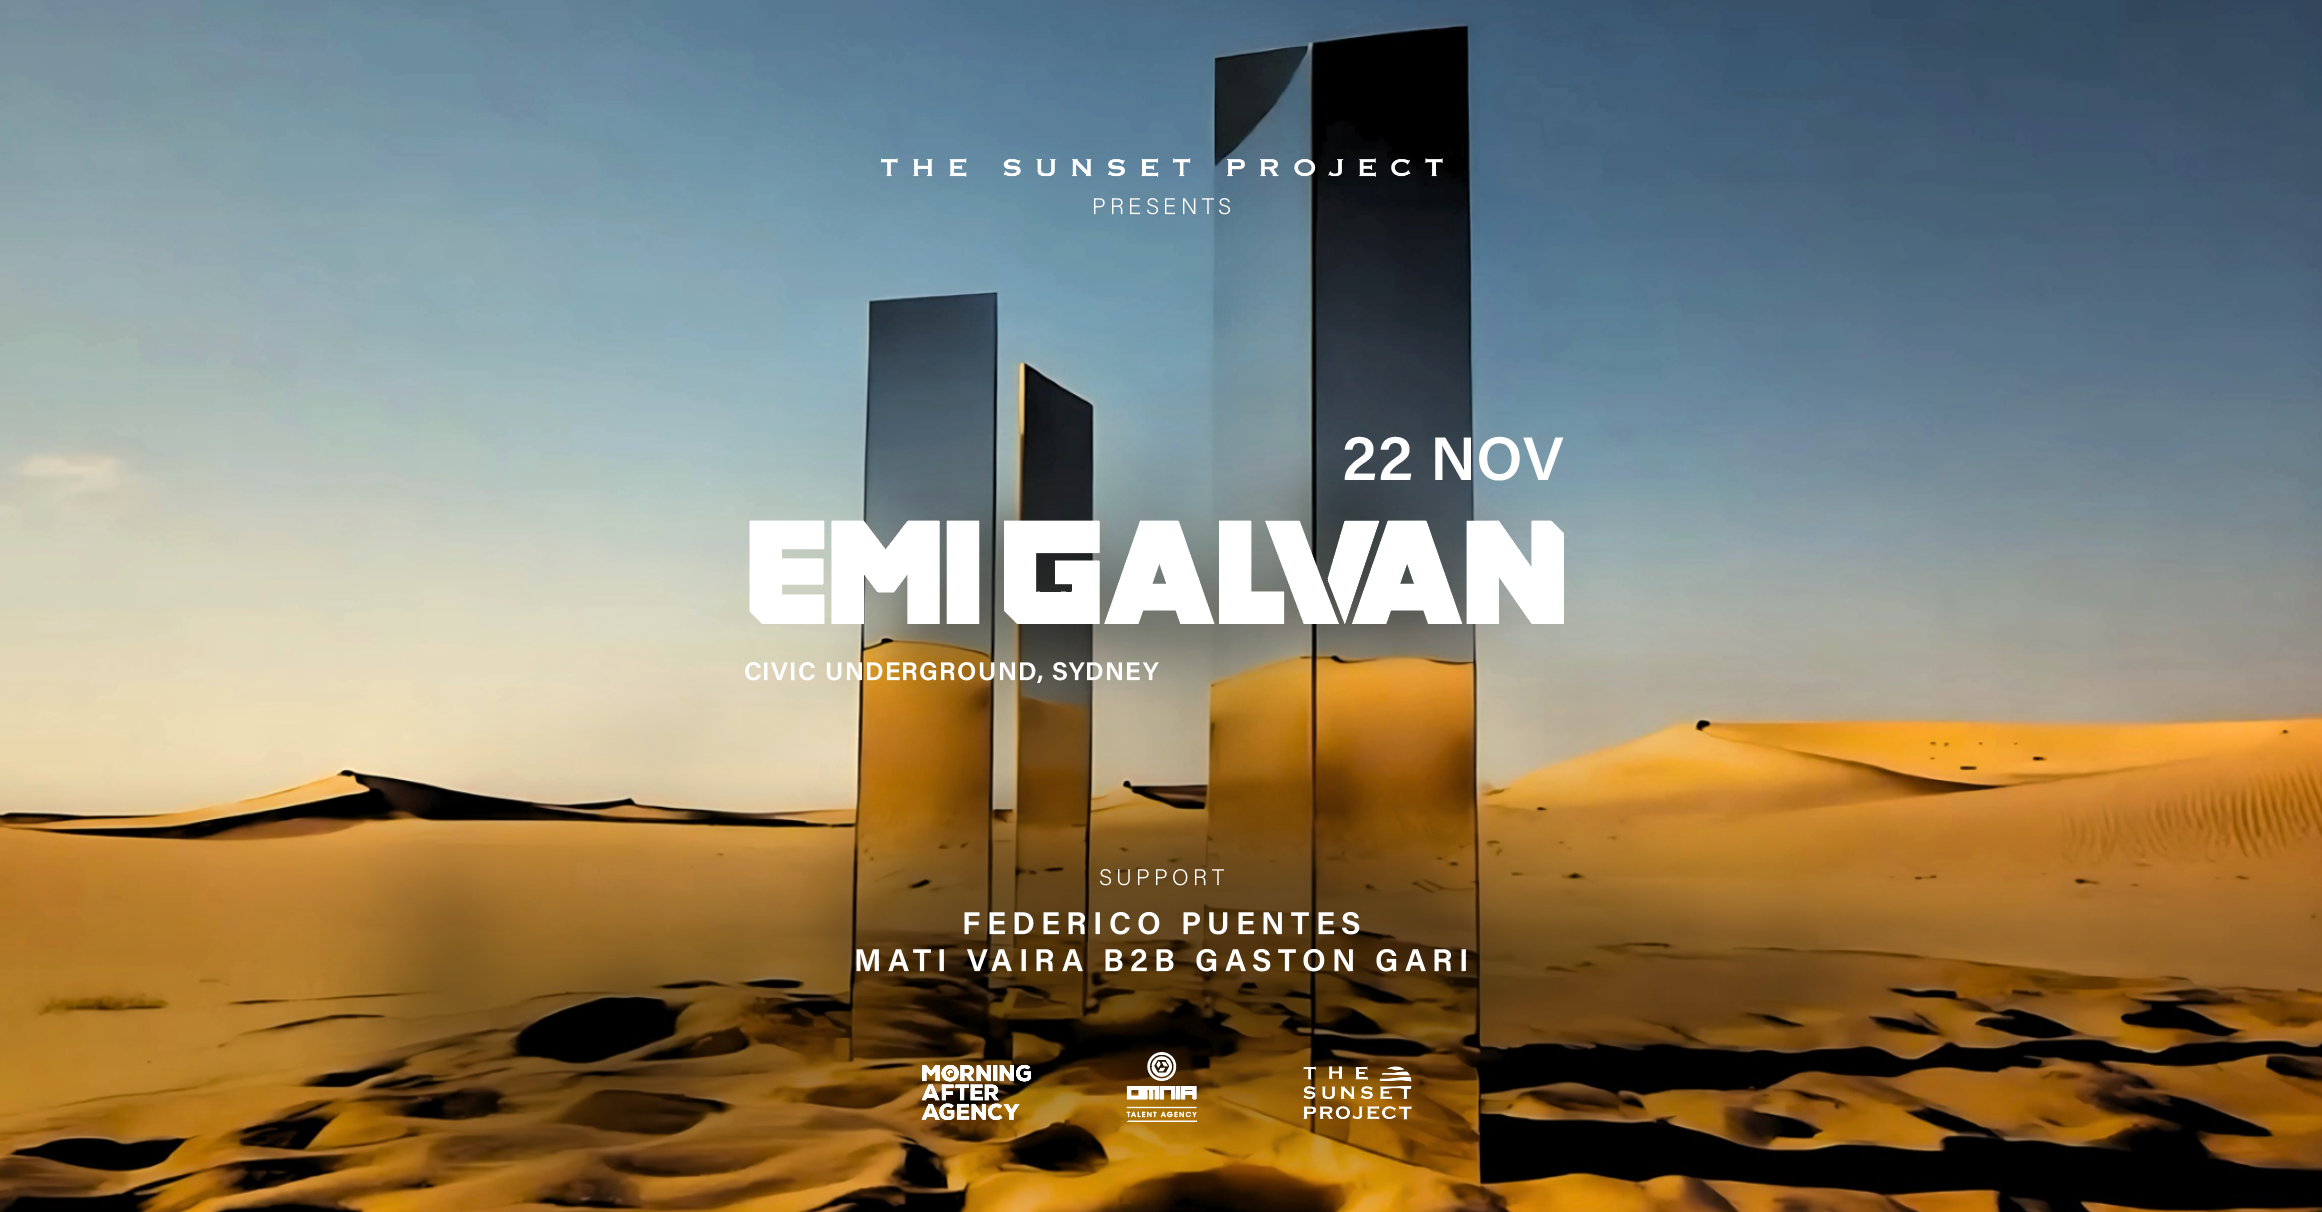 THE SUNSET PROJECT
PRESENTS
22 NOV
EMI GALVAN
CIVIC UNDERGROUND, SYDNEY
SUPPORT
FEDERICO PUENTES
MATI VAIRA B2B GASTON GARI
MORNING
AFTER
AGENCY
OMNIA
TALENT AGENCY
THE
SUNSET
PROJECT